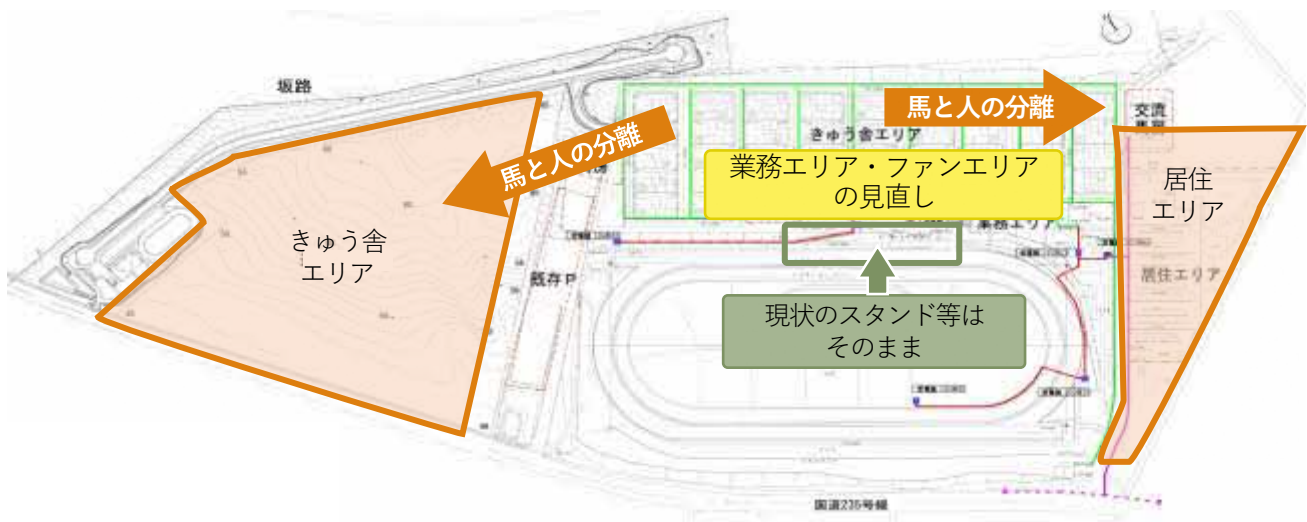 坂路
馬と人の分離
交流
きゅう舎エリア
馬と人の分離
業務エリア・ファンエリア
の見直し
居住
エリア
業務エリア
きゅう舎
エリア
既存P
居住エリア
現状のスタンド等は
そのまま
国道235号線